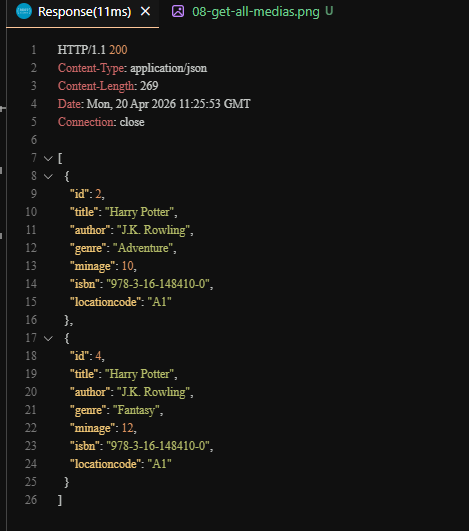 Response(11ms) × 08-get-all-medias.png U
1 HTTP/1.1 200
2 Content-Type: application/json
3 Content-Length: 269
4 Date: Mon, 20 Apr 2026 11:25:53 GMT
5 Connection: close
6
7 [
8 {
9 "id": 2,
10 "title": "Harry Potter",
11 "author": "J.K. Rowling",
12 "genre": "Adventure",
13 "minage": 10,
14 "isbn": "978-3-16-148410-0",
15 "locationcode": "A1"
16 },
17 {
18 "id": 4,
19 "title": "Harry Potter",
20 "author": "J.K. Rowling",
21 "genre": "Fantasy",
22 "minage": 12,
23 "isbn": "978-3-16-148410-0",
24 "locationcode": "A1"
25 }
26 ]